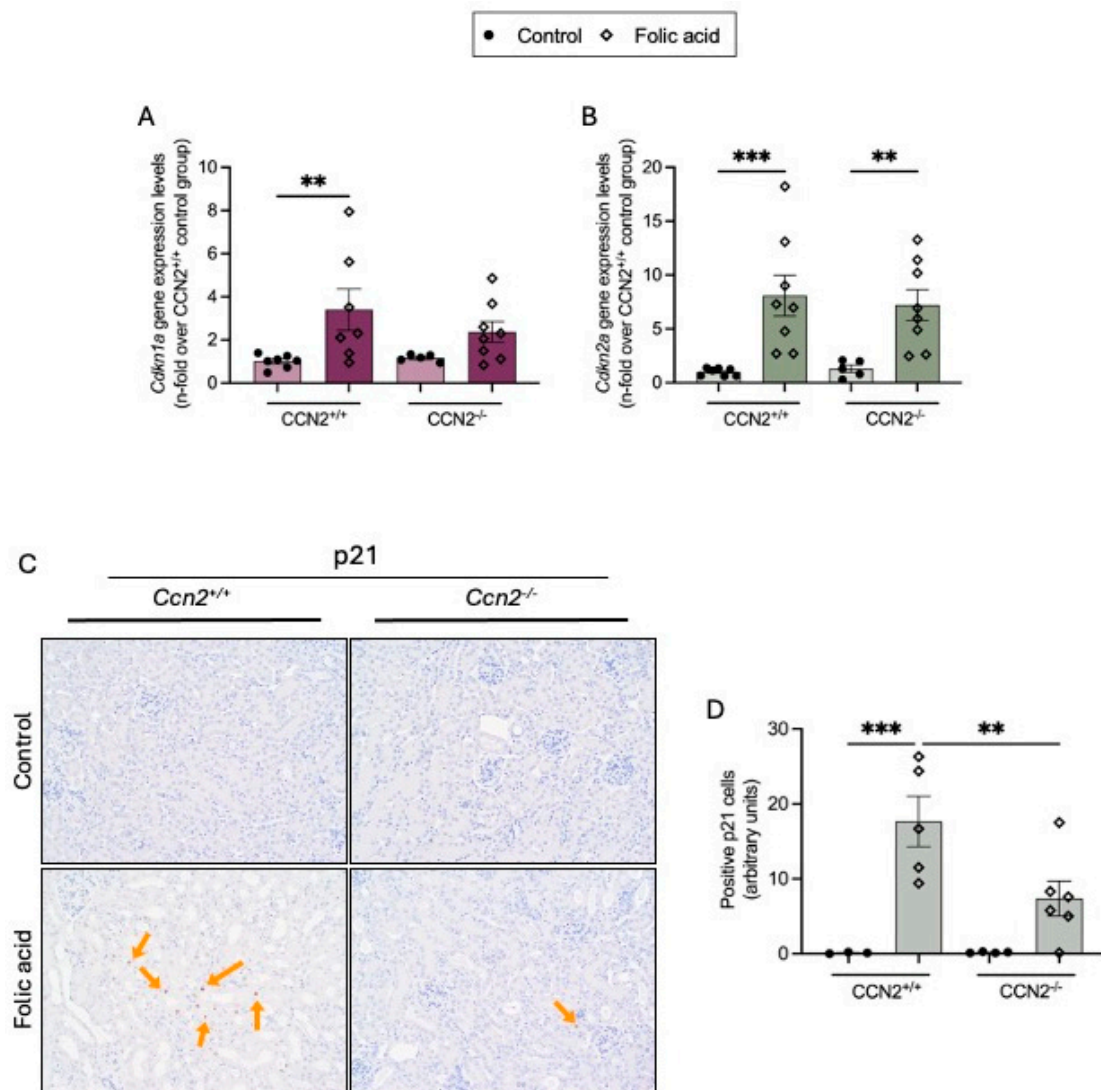 Control Folic acid
A
Cdkn1a gene expression levels
(n-fold over CCN2+/+ control group)
10
8
6
4
2
0
**
CCN2+/+ CCN2-/-
B
Cdkn2a gene expression levels
(n-fold over CCN2+/+ control group)
20
15
10
5
0
*** **
CCN2+/+ CCN2-/-
C
p21
Ccn2+/+ Ccn2-/-
Control
Folic acid
D
Positive p21 cells
(arbitrary units)
30
20
10
0
*** **
CCN2+/+ CCN2-/-